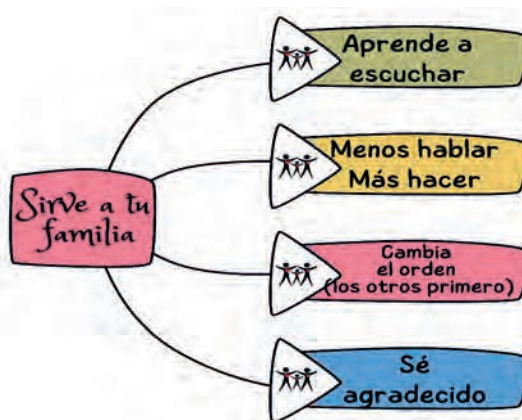 Sirve a tu
familia
Aprende a
escuchar
Menos hablar
Más hacer
Cambia
el orden
(los otros primero)
Sé
agradecido